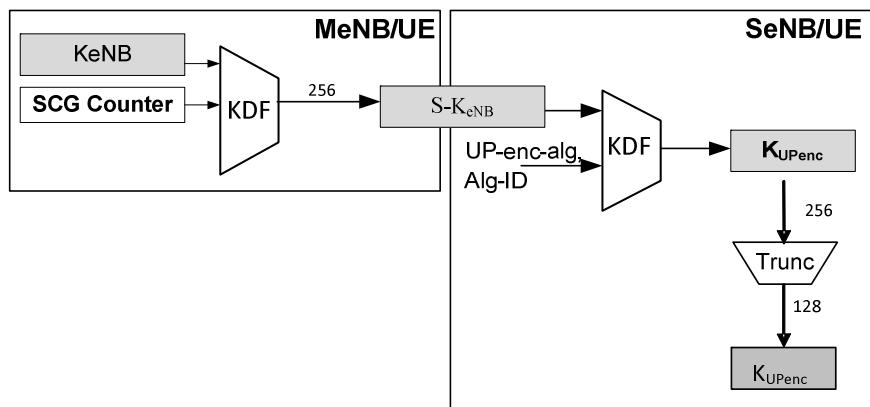 MeNB/UE
KeNB
SCG Counter
KDF
256
S-KeNB
SeNB/UE
UP-enc-alg,
Alg-ID
KDF
KUPenc
256
Trunc
128
KUPenc